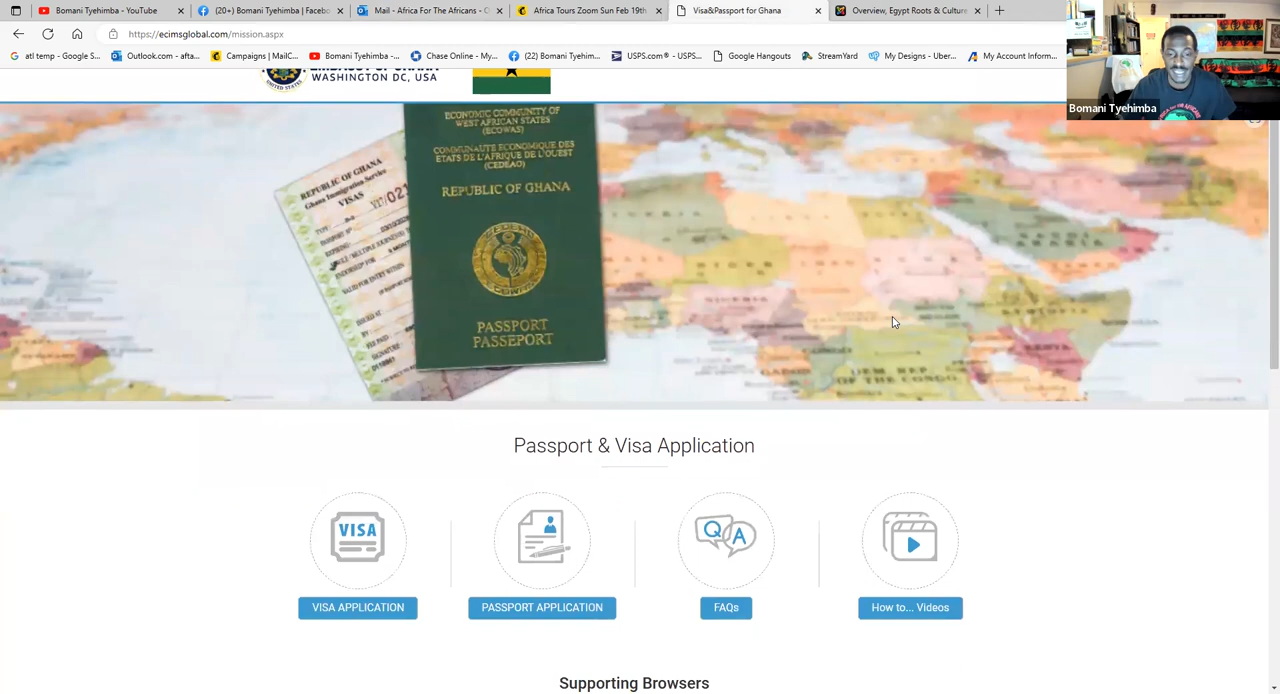 Bomani Tyehimba - YouTube
(20+) Bomani Tyehimba | Faceb
Mail - Africa For The Africans - O
Africa Tours Zoom Sun Feb 19th
Visa&Passport for Ghana
Overview, Egypt Roots & Culture
https://ecimsglobal.com/mission.aspx
atl temp - Google S...
Outlook.com - afta...
Campaigns | MailC...
Bomani Tyehimba -...
Chase Online - My...
(22) Bomani Tyehim...
USPS.com® - USPS...
Google Hangouts
StreamYard
My Designs - Uber...
My Account Inform...
Bomani Tyehimba
WASHINGTON DC, USA
ECONOMIC COMMUNITY OF
WEST AFRICAN STATES
(ECOWAS)
COMMUNAUTE ECONOMIQUE DES
ETATS DE L'AFRIQUE DE L'OUEST
(CEDEAO)
REPUBLIC OF GHANA
PASSPORT
PASSEPORT
REPUBLIC OF GHANA
Ghana Immigration Service
VISAS
Passport & Visa Application
VISA
Q A
VISA APPLICATION
PASSPORT APPLICATION
FAQs
How to... Videos
Supporting Browsers